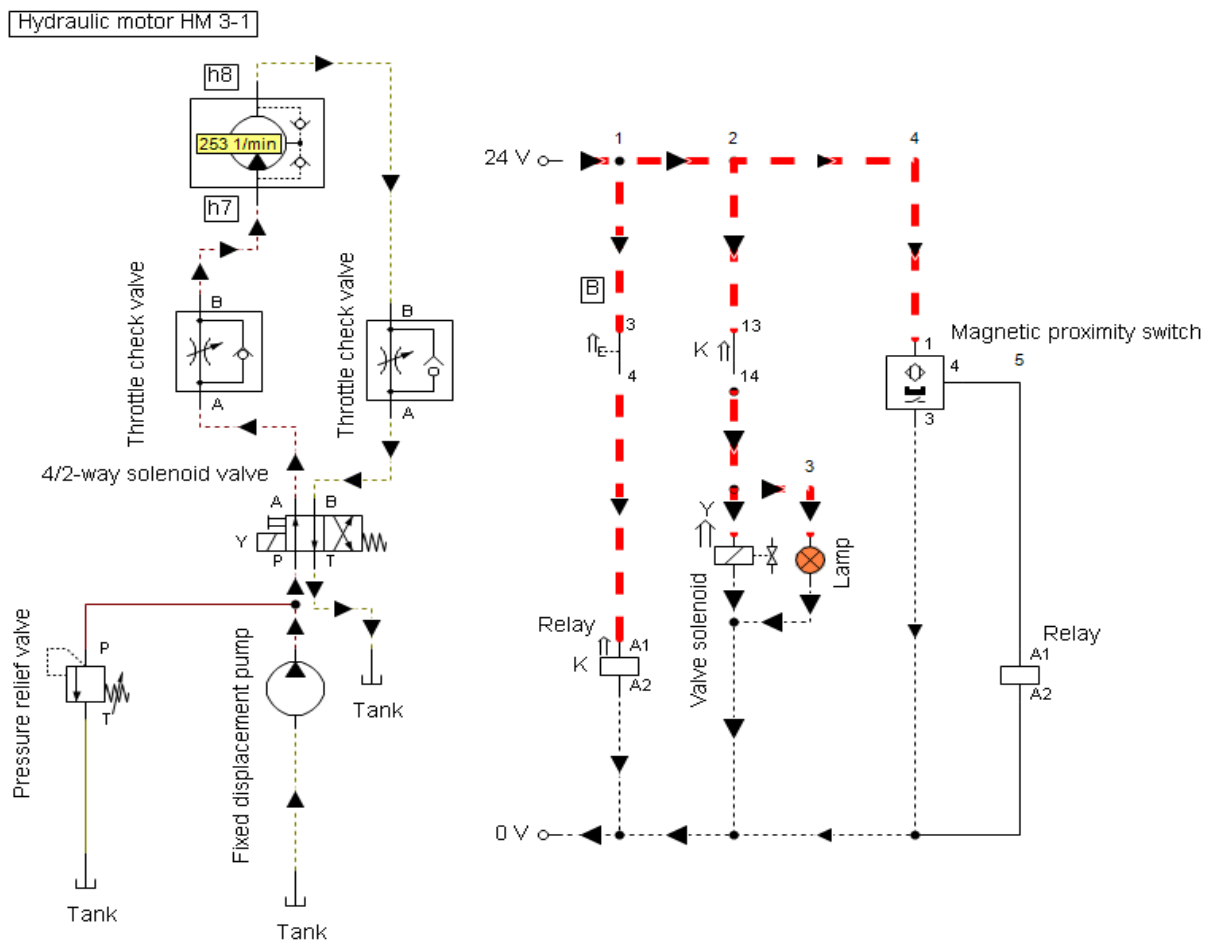 Hydraulic motor HM 3-1
h8
253 1/min
h7
Throttle check valve
B
A
Throttle check valve
B
A
4/2-way solenoid valve
A
B
Y
P
T
Pressure relief valve
P
T
Fixed displacement pump
Tank
Tank
Tank
1
2
4
24 V
B
3
4
E
K
13
14
1
Magnetic proximity switch
4
5
3
3
Y
Valve solenoid
Lamp
Relay
K
A1
A2
Relay
A1
A2
0 V